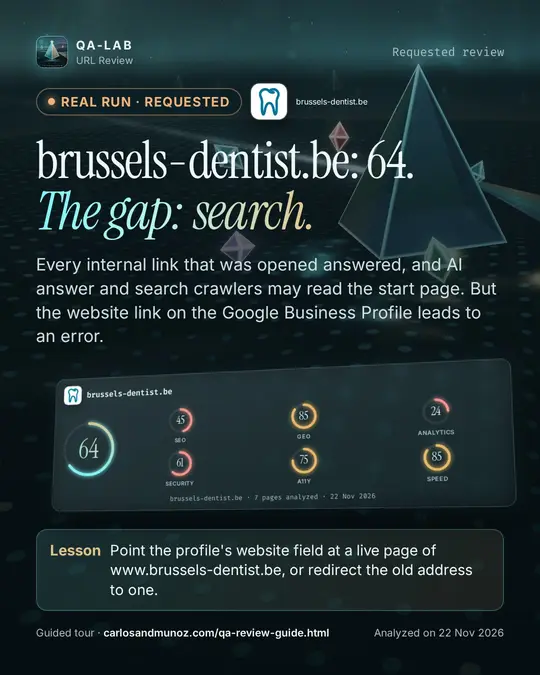 QA-LAB
URL Review
Requested review
REAL RUN · REQUESTED
brussels-dentist.be
brussels-dentist.be: 64.
The gap: search.
Every internal link that was opened answered, and AI
answer and search crawlers may read the start page. But
the website link on the Google Business Profile leads to
an error.
brussels-dentist.be
64
45
SEO
85
GEO
24
ANALYTICS
61
SECURITY
75
A11Y
85
SPEED
brussels-dentist.be · 7 pages analyzed · 22 Nov 2026
Lesson Point the profile's website field at a live page of
www.brussels-dentist.be, or redirect the old address
to one.
Guided tour · carlosandmunoz.com/qa-review-guide.html
Analyzed on 22 Nov 2026